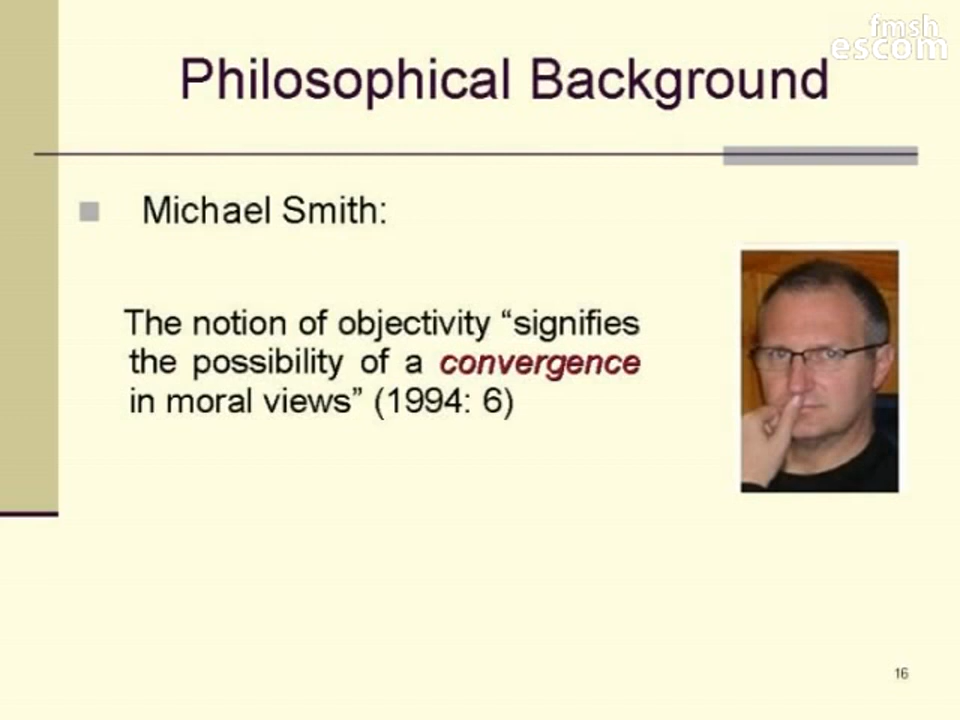 fmsh
escom
Philosophical Background
Michael Smith:
The notion of objectivity “signifies
the possibility of a convergence
in moral views” (1994: 6)
16